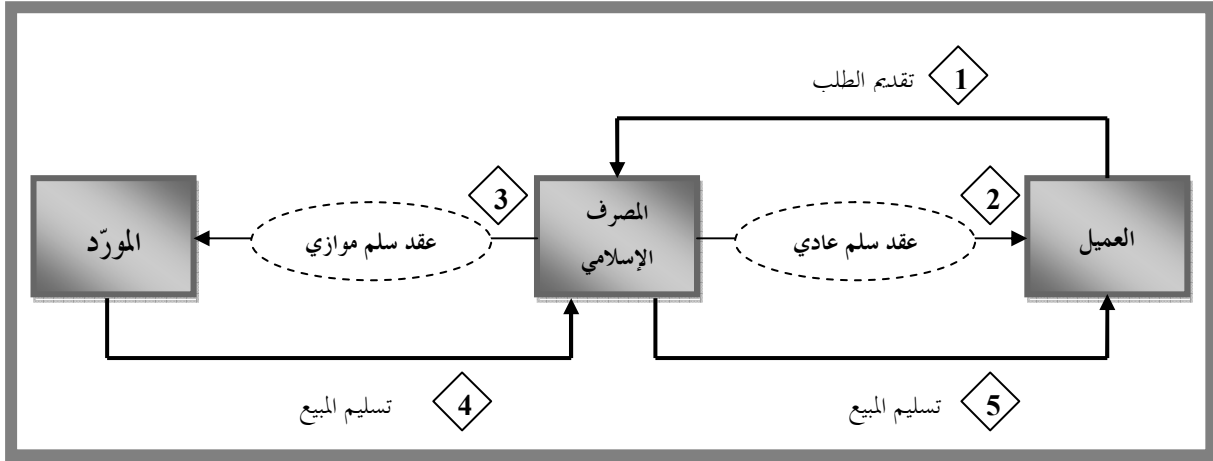 1 تقديم الطلب
المورّد
3
عقد سلم موازي
المصرف
الإسلامي
2
عقد سلم عادي
العميل
4 تسليم المبيع
5 تسليم المبيع